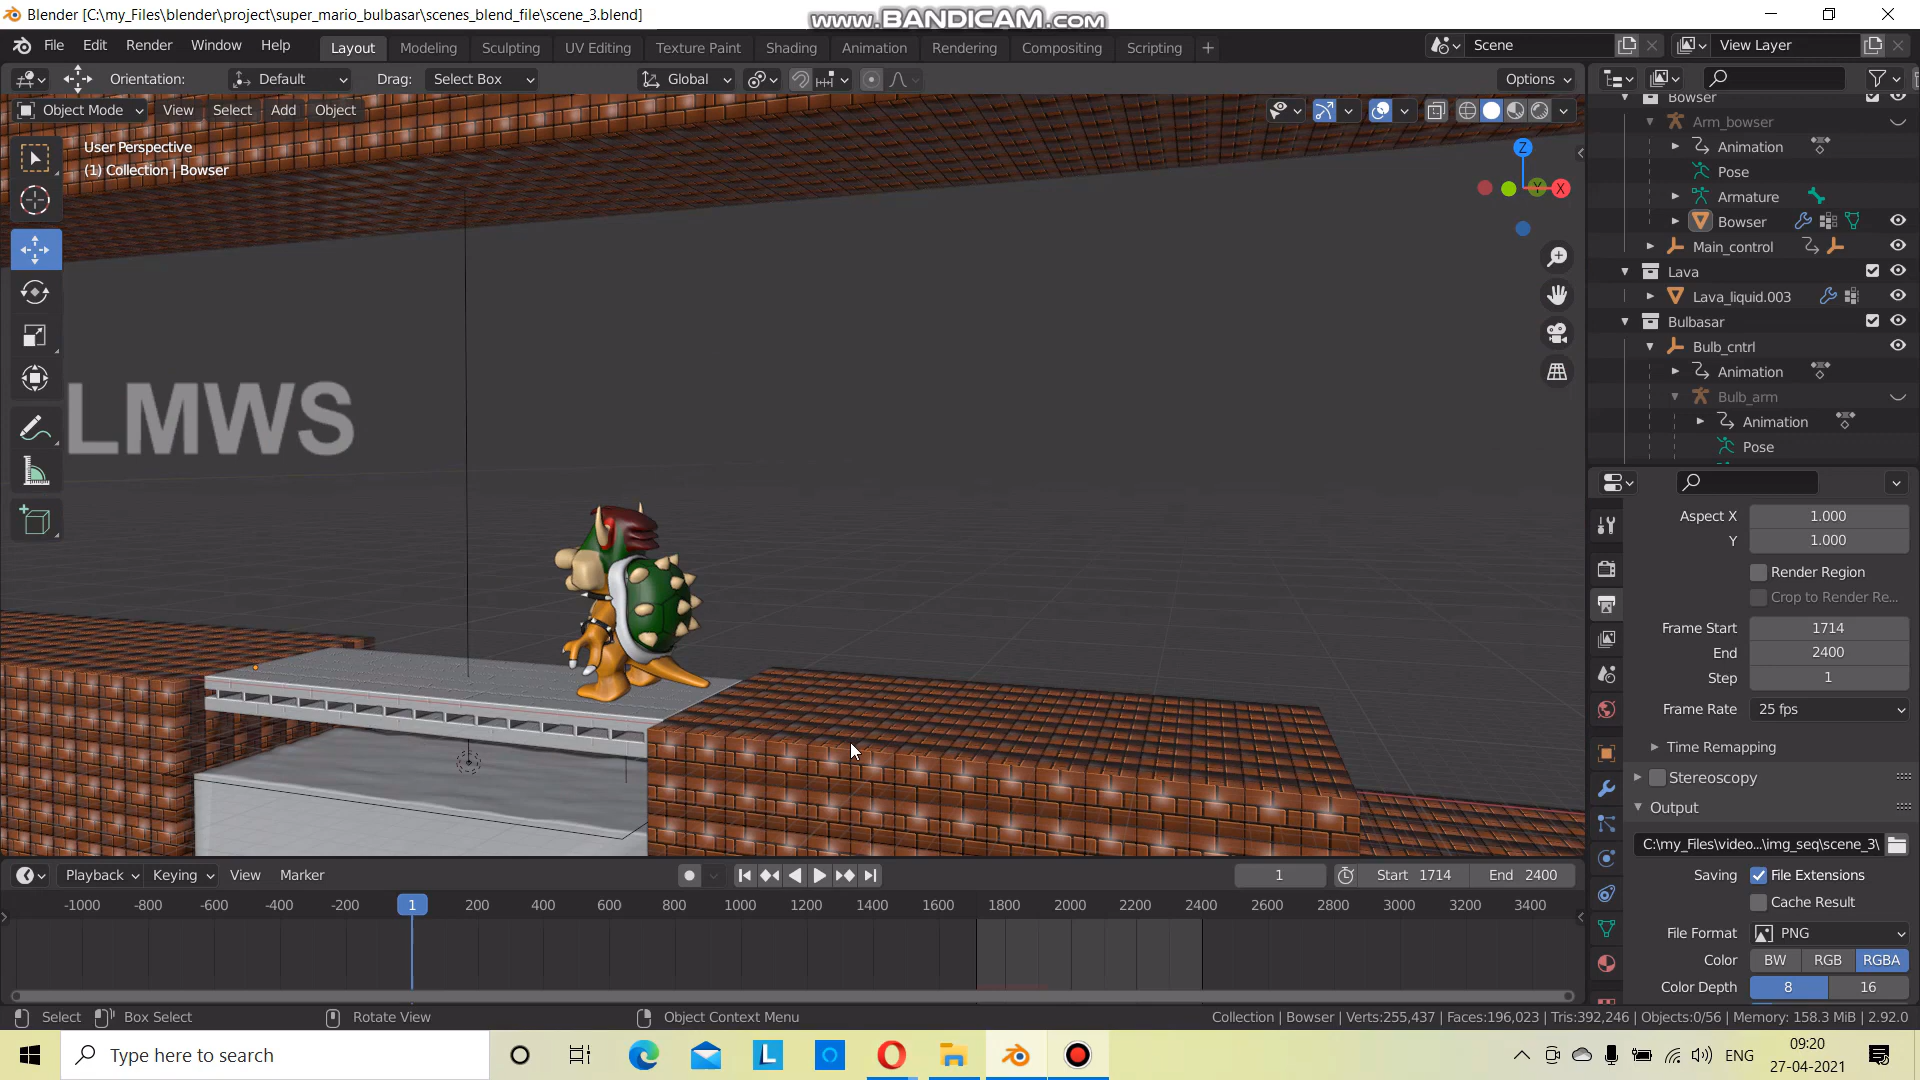 Blender [C:\my_Files\blender\project\super_mario_bulbasar\scenes_blend_file\scene_3.blend]
www.BANDICAM.com
File Edit Render Window Help
Layout Modeling Sculpting UV Editing Texture Paint Shading Animation Rendering Compositing Scripting +
Scene
View Layer
Orientation: Default Drag: Select Box
Global
Options
Object Mode View Select Add Object
User Perspective
(1) Collection | Bowser
Z
Y
X
LMWS
Bowser
Arm_bowser
Animation
Pose
Armature
Bowser
Main_control
Lava
Lava_liquid.003
Bulbasar
Bulb_cntrl
Animation
Bulb_arm
Animation
Pose
Aspect X 1.000
Y 1.000
Render Region
Crop to Render Re...
Frame Start 1714
End 2400
Step 1
Frame Rate 25 fps
Time Remapping
Stereoscopy
Output
C:\my_Files\video...\img_seq\scene_3\
Saving File Extensions
Cache Result
File Format PNG
Color BW RGB RGBA
Color Depth 8 16
Playback Keying View Marker
1 Start 1714 End 2400
-1000 -800 -600 -400 -200 1 200 400 600 800 1000 1200 1400 1600 1800 2000 2200 2400 2600 2800 3000 3200 3400
Select Box Select Rotate View Object Context Menu
Collection | Bowser | Verts:255,437 | Faces:196,023 | Tris:392,246 | Objects:0/56 | Memory: 158.3 MiB | 2.92.0
Type here to search
L
ENG
09:20
27-04-2021